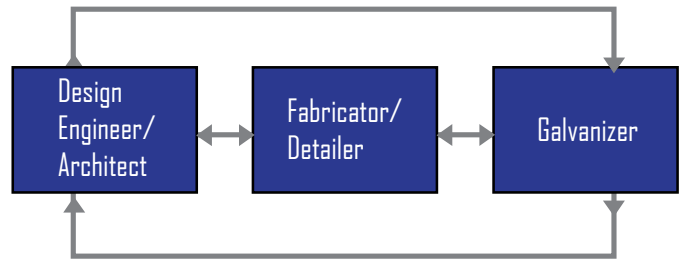 Design
Engineer/
Architect
Fabricator/
Detailer
Galvanizer